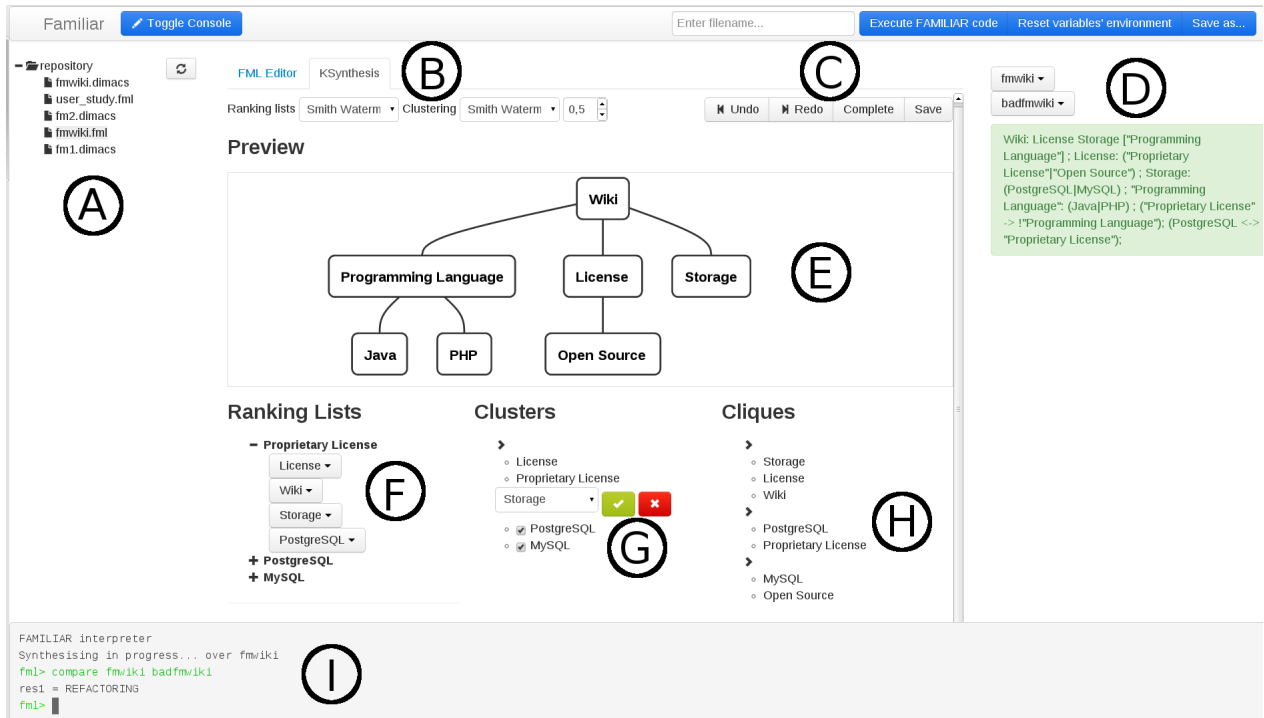 Familiar
Toggle Console
Enter filename...
Execute FAMILIAR code
Reset variables' environment
Save as...
repository
fmwiki.dimacs
user_study.fml
fm2.dimacs
fmwiki.fml
fm1.dimacs
A
FML Editor
KSynthesis
B
C
Ranking lists
Smith Waterm
Clustering
Smith Waterm
0,5
Undo
Redo
Complete
Save
Preview
Wiki
Programming Language
License
Storage
E
Java
PHP
Open Source
fmwiki
badfmwiki
D
Wiki: License Storage ["Programming
Language"] ; License: ("Proprietary
License"|"Open Source") ; Storage:
(PostgreSQL|MySQL) ; "Programming
Language": (Java|PHP) ; ("Proprietary License"
-> !"Programming Language"); (PostgreSQL <->
"Proprietary License");
Ranking Lists
Proprietary License
License
Wiki
Storage
PostgreSQL
PostgreSQL
MySQL
F
Clusters
License
Proprietary License
Storage
PostgreSQL
MySQL
G
Cliques
Storage
License
Wiki
PostgreSQL
Proprietary License
MySQL
Open Source
H
FAMILIAR interpreter
Synthesising in progress... over fmwiki
fml> compare fmwiki badfmwiki
res1 = REFACTORING
fml>
I